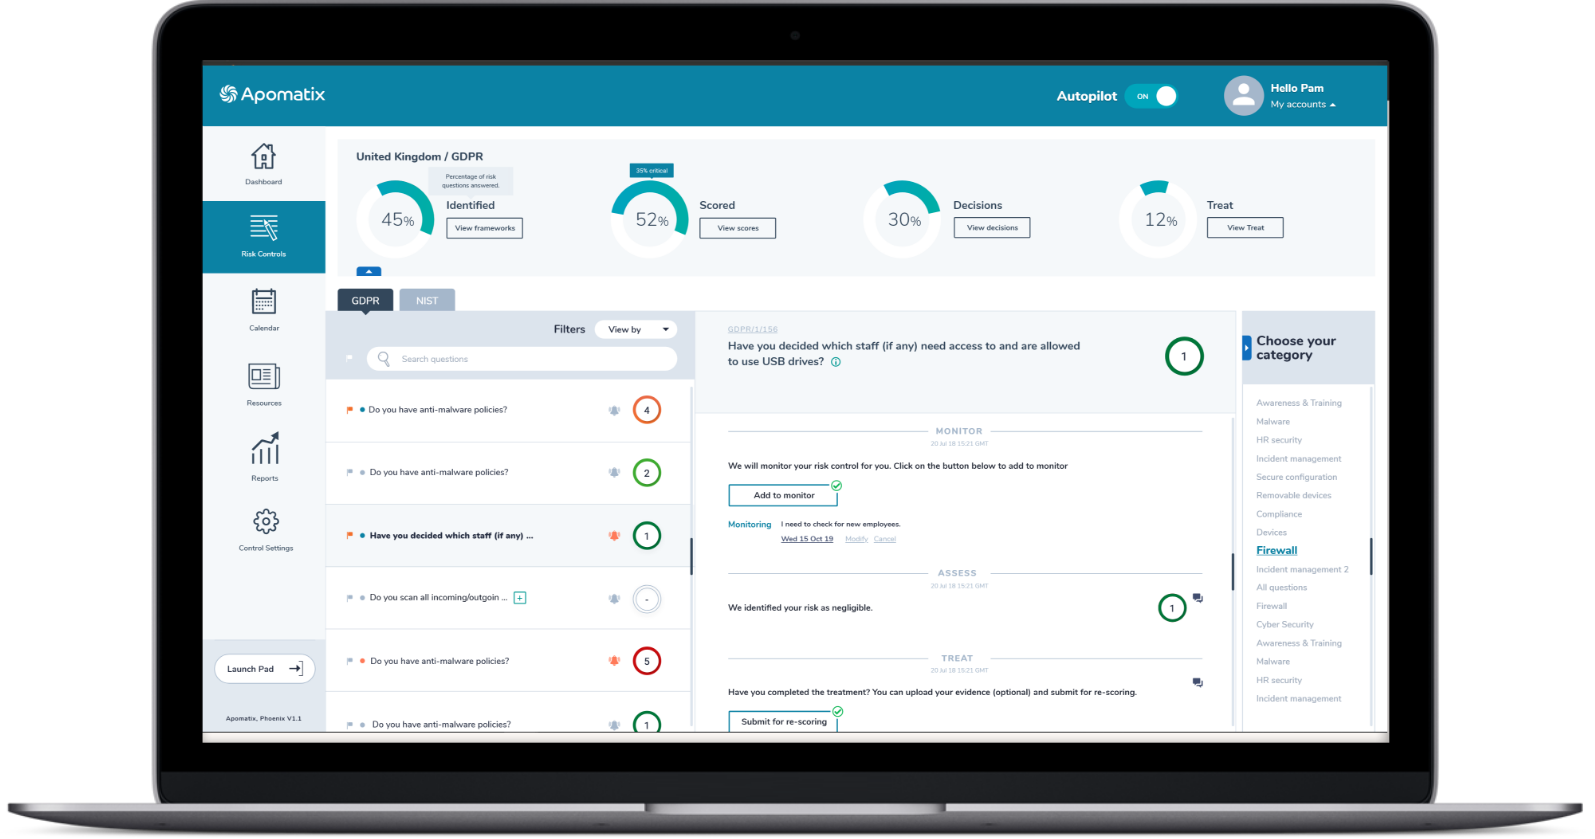 Apomatix
Autopilot
ON
Hello Pam
My accounts
Dashboard
Risk Controls
Calendar
Resources
Reports
Control Settings
Launch Pad
Apomatix, Phoenix V1.1
United Kingdom / GDPR
Percentage of risk
questions answered.
45%
Identified
View frameworks
35% critical
52%
Scored
View scores
30%
Decisions
View decisions
12%
Treat
View Treat
GDPR
NIST
Filters
View by
Search questions
Do you have anti-malware policies?
4
Do you have anti-malware policies?
2
Have you decided which staff (if any) ...
1
Do you scan all incoming/outgoin ...
-
Do you have anti-malware policies?
5
Do you have anti-malware policies?
1
GDPR/1/156
Have you decided which staff (if any) need access to and are allowed
to use USB drives?
1
MONITOR
20 Jul 18 15:21 GMT
We will monitor your risk control for you. Click on the button below to add to monitor
Add to monitor
Monitoring I need to check for new employees.
Wed 15 Oct 19 Modify Cancel
ASSESS
20 Jul 18 15:21 GMT
We identified your risk as negligible.
1
TREAT
20 Jul 18 15:21 GMT
Have you completed the treatment? You can upload your evidence (optional) and submit for re-scoring.
Submit for re-scoring
Choose your
category
Awareness & Training
Malware
HR security
Incident management
Secure configuration
Removable devices
Compliance
Devices
Firewall
Incident management 2
All questions
Firewall
Cyber Security
Awareness & Training
Malware
HR security
Incident management